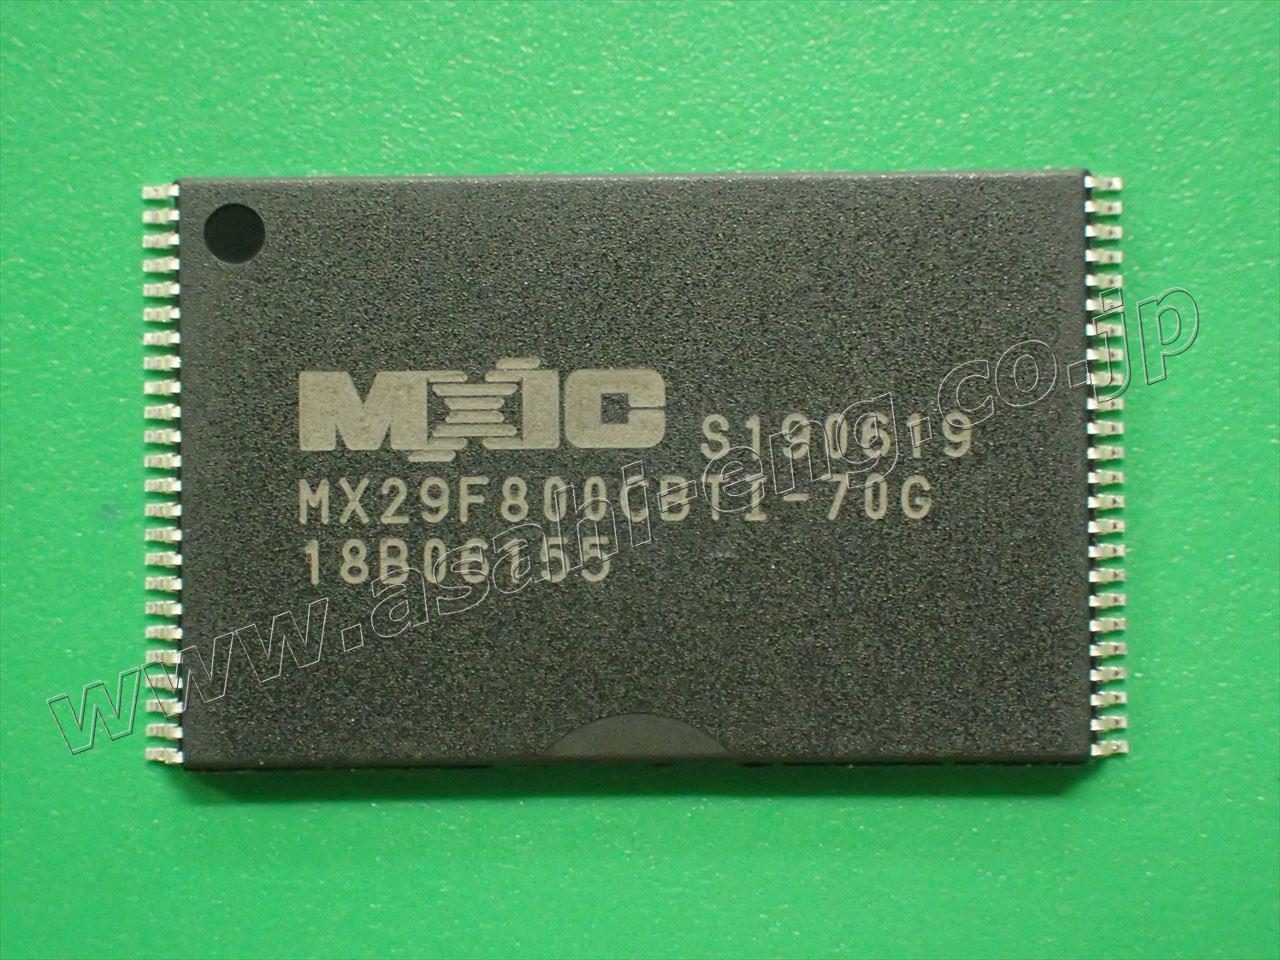 MXIC S190619
MX29F800CBTI-70G
18B06155
www.asahi-eng.co.jp